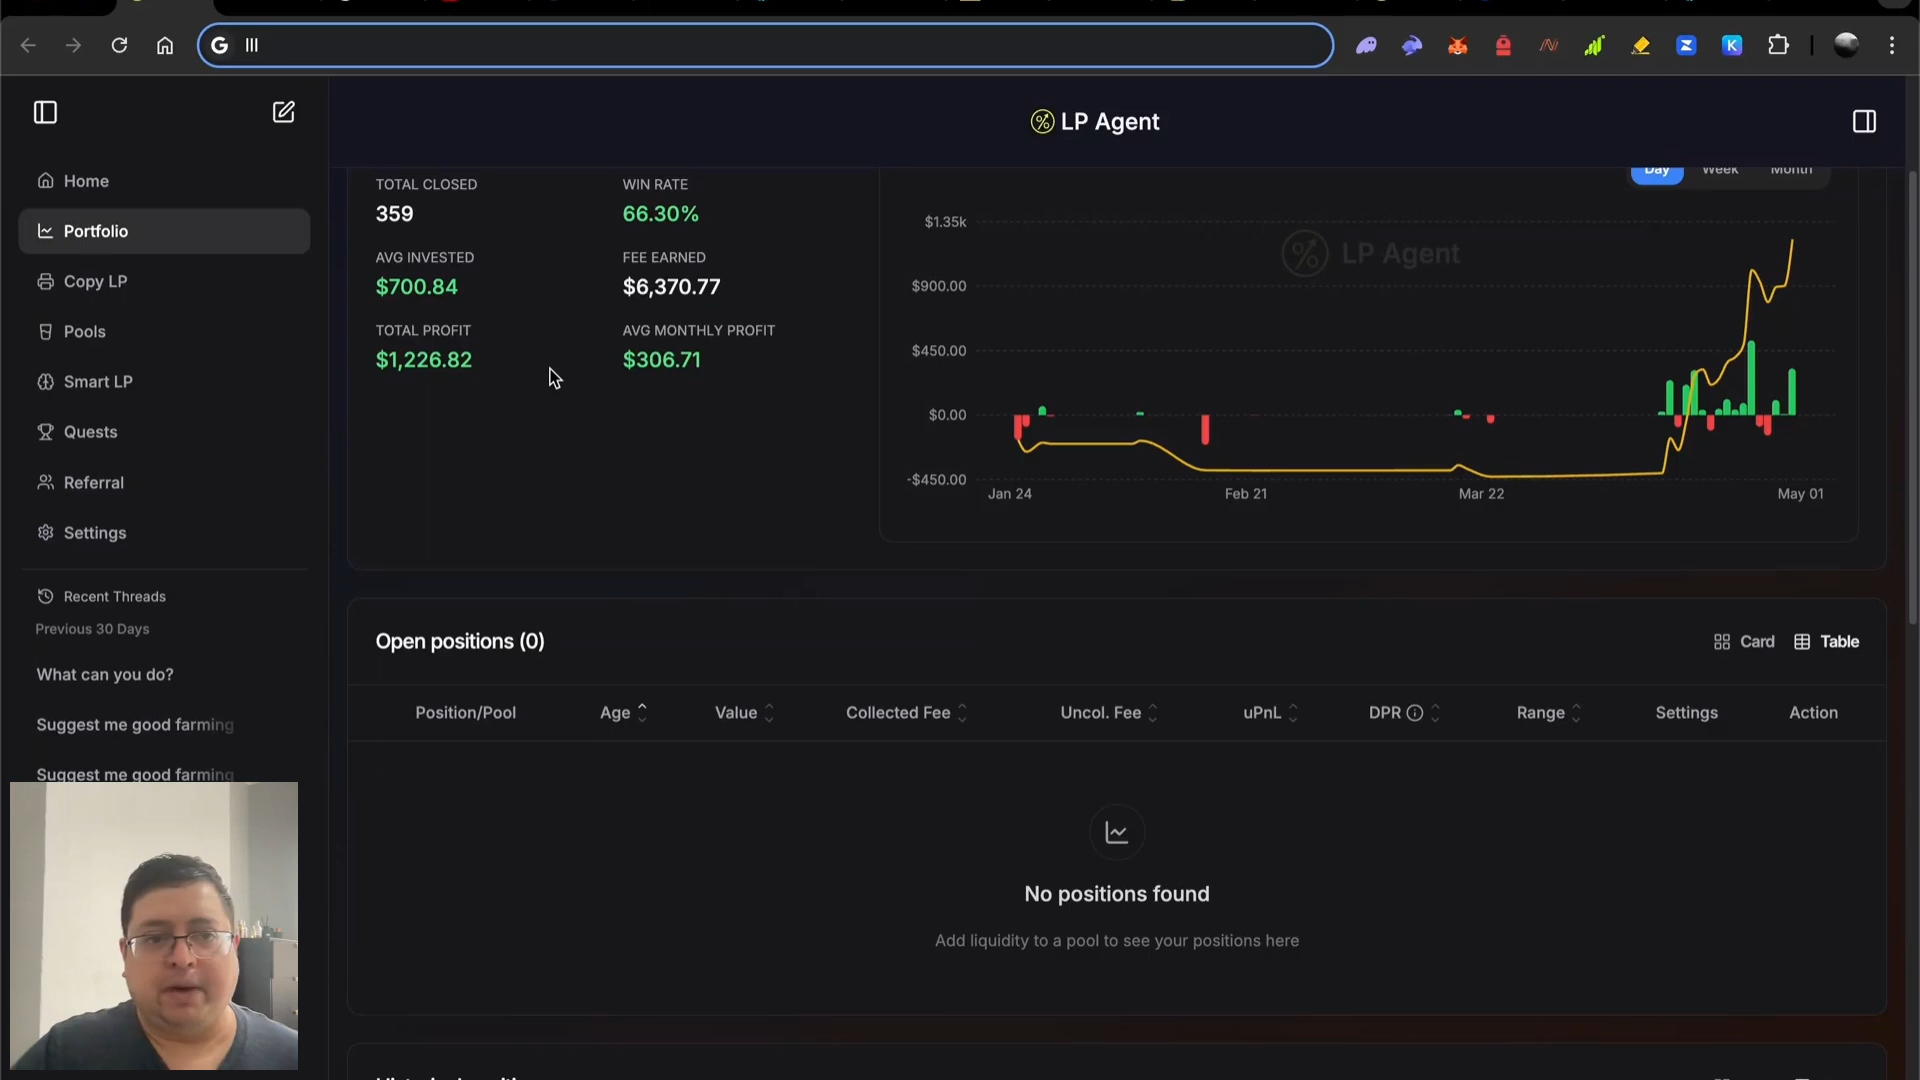 III
LP Agent
Home
Portfolio
Copy LP
Pools
Smart LP
Quests
Referral
Settings
Recent Threads
Previous 30 Days
What can you do?
Suggest me good farming
Suggest me good farming
TOTAL CLOSED
359
WIN RATE
66.30%
AVG INVESTED
$700.84
FEE EARNED
$6,370.77
TOTAL PROFIT
$1,226.82
AVG MONTHLY PROFIT
$306.71
Day Week Month
LP Agent
$1.35k
$900.00
$450.00
$0.00
-$450.00
Jan 24 Feb 21 Mar 22 May 01
Open positions (0)
Card Table
Position/Pool Age Value Collected Fee Uncol. Fee uPnL DPR Range Settings Action
No positions found
Add liquidity to a pool to see your positions here